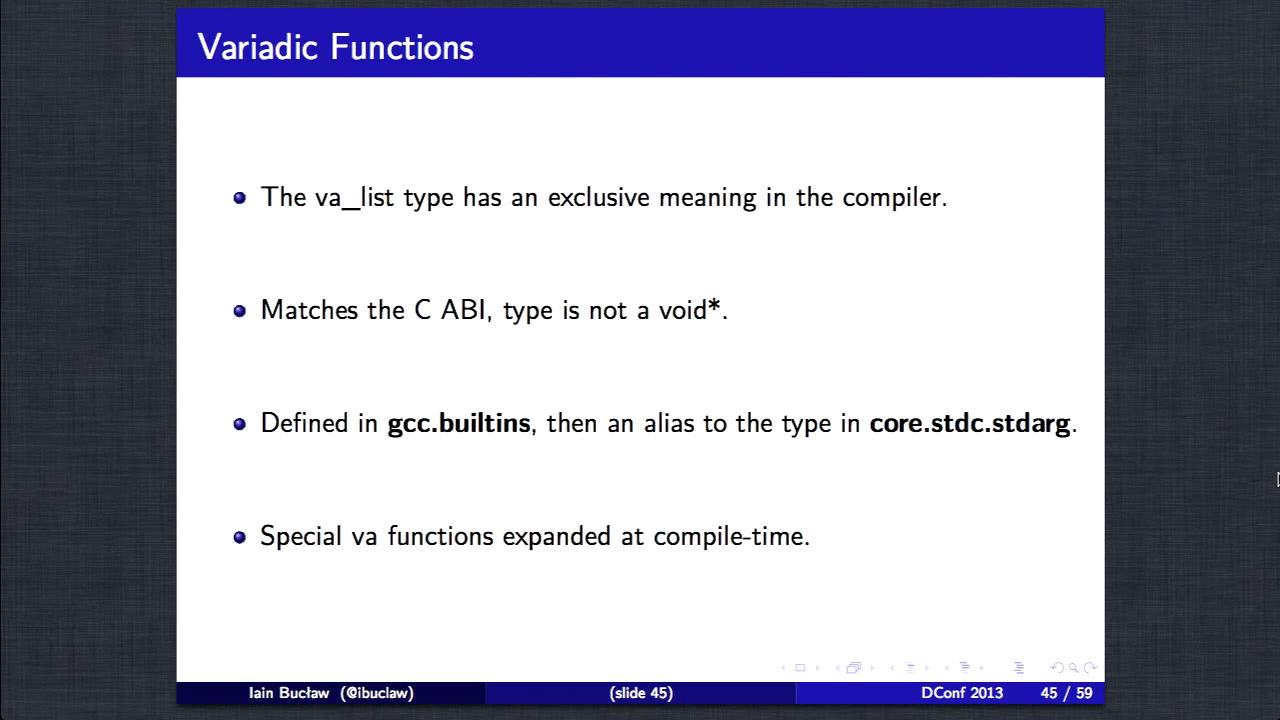 Variadic Functions
The va_list type has an exclusive meaning in the compiler.
Matches the C ABI, type is not a void*.
Defined in gcc.builtins, then an alias to the type in core.stdc.stdarg.
Special va functions expanded at compile-time.
Iain Bucław (@ibuclaw) (slide 45) DConf 2013 45 / 59